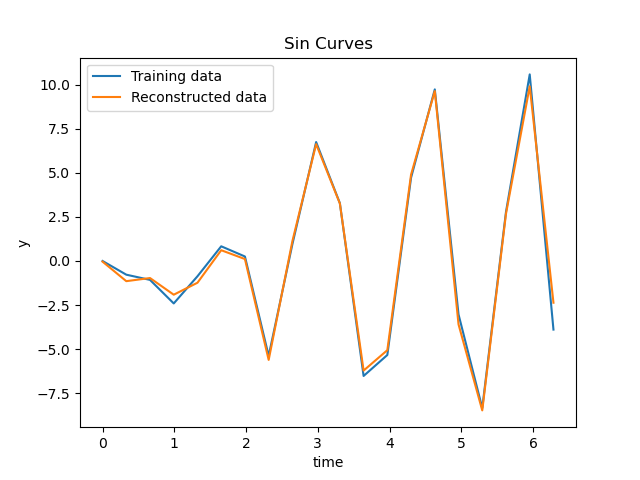 Sin Curves
Training data
Reconstructed data
10.0
7.5
5.0
2.5
0.0
−2.5
−5.0
−7.5
y
0 1 2 3 4 5 6
time